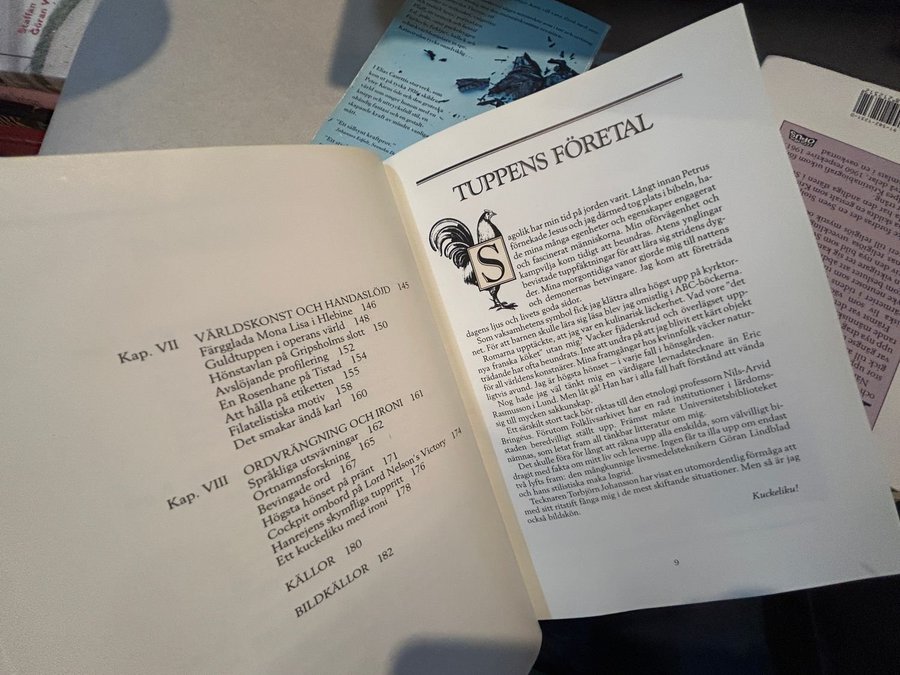 Kap. VII VÄRLDSKONST OCH HANDASLÖJD 145
Färgglada Mona Lisa i Hlebine 146
Guldtuppen i operans värld 148
Hönstavlan på Gripsholms slott 150
Avslöjande profilering 152
En Rosenhane på Tistad 154
Att hålla på etiketten 155
Filatelistiska motiv 158
Det smakar ändå karl 160
Kap. VIII ORDVRÄNGNING OCH IRONI 161
Språkliga utsvävningar 162
Ortnamnsforskning 165
Bevingade ord 167
Högsta hönset på pränt 171
Cockpit ombord på Lord Nelson's Victory 174
Hanrejens skymfliga tuppritt 176
Ett kuckeliku med ironi 178
KÄLLOR 180
BILDKÄLLOR 182
TUPPENS FÖRETAL
Sagolik har min tid på jorden varit. Långt innan Petrus
förnekade Jesus och jag därmed tog plats i bibeln, ha-
de mina många egenheter och egenskaper engagerat
och fascinerat människorna. Min oförvägenhet och
kampvilja kom tidigt att beundras. Atens ynglingar
bevistade tuppfäktningar för att lära sig stridens dyg-
der. Mina morgontidiga vanor gjorde mig till nattens
och demonernas betvingare. Jag kom att företräda
dagens ljus och livets goda sidor.
Som vaksamhetens symbol fick jag klättra allra högst upp på kyrktor-
net. För att barnen skulle lära sig läsa blev jag omistlig i ABC-böckerna.
Romarna upptäckte, att jag var en kulinarisk läckerhet. Vad vore "det
nya franska köket" utan mig? Vacker fjäderskrud och överlägset upp-
trädande har ofta beundrats. Inte att undra på att jag blivit ett kärt objekt
för all världens konstnärer. Mina framgångar hos kvinnfolk väcker natur-
ligtvis avund. Jag är högsta hönset – i varje fall i hönsgården.
Nog hade jag väl tänkt mig en värdigare levnadstecknare än Eric
Rasmusson i Lund. Men låt gå! Han har i alla fall haft förstånd att vända
sig till mycken sakkunskap.
Ett särskilt stort tack bör riktas till den etnologi professorn Nils-Arvid
Bringéus. Förutom Folklivsarkivet har en rad institutioner i lärdoms-
staden beredvilligt ställt upp. Främst måste Universitetsbiblioteket
nämnas, som letat fram all tänkbar litteratur om mig.
Det skulle föra för långt att räkna upp alla enskilda, som välvilligt bi-
dragit med fakta om mitt liv och leverne. Ingen får ta illa upp om endast
två lyfts fram: den mångkunnige livsmedelsteknikern Göran Lindblad
och hans stilistiska maka Ingrid.
Tecknaren Torbjörn Johansson har visat en utomordentlig förmåga att
med sitt ritstift fånga mig i de mest skiftande situationer. Men så är jag
också bildskön.
Kuckeliku!
9